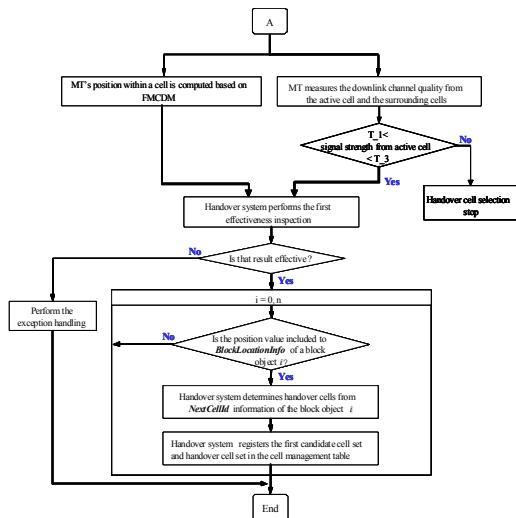 A
MT's position within a cell is computed based on
FMCDM
MT measures the downlink channel quality from
the active cell and the surrounding cells
T_1<
signal strength from active cell
< T_3
No
Yes
Handover cell selection
stop
Handover system performs the first
effectiveness inspection
Is that result effective ?
No
Yes
Perform the
exception handling
i = 0, n
Is the position value included to
BlockLocationInfo of a block
object i?
No
Yes
Handover system determines handover cells from
NextCellId information of the block object i
Handover system registers the first candidate cell set
and handover cell set in the cell management table
End